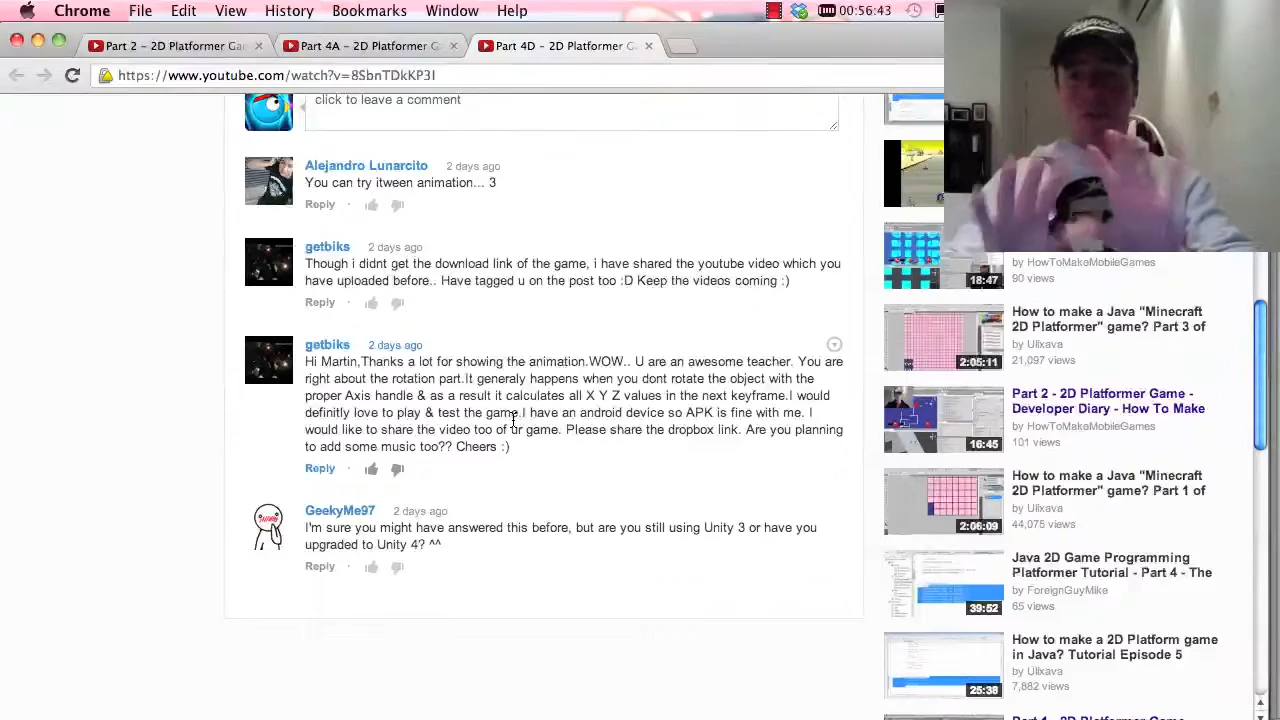 Chrome File Edit View History Bookmarks Window Help 00:56:43
Part 2 - 2D Platformer Ga
Part 4A - 2D Platformer G
Part 4D - 2D Platformer G
https://www.youtube.com/watch?v=8SbnTDkKP3I
click to leave a comment
Alejandro Lunarcito 2 days ago
You can try itween animation... 3
Reply
getbiks 2 days ago
Though i didnt get the download link of the game, i have shared the youtube video which you
have uploaded before.. Have tagged u on the post too :D Keep the videos coming :)
Reply
getbiks 2 days ago
Hi Martin,Thanks a lot for showing the animation.WOW.. U are an awesome teacher. You are
right about the rotation part.It generally happens when you dont rotate the object with the
the result it calculates all X Y Z values in the next keyframe.I would
test the game. I have an android device so APK is fine with me. I
would like to share the video too of the game. Please share the dropbox link. Are you planning
to add some music too?? Cheers :)
Reply
GeekyMe97 2 days ago
I'm sure you might have answered this before, but are you still using Unity 3 or have you
upgraded to Unity 4? ^^
Reply
by HowToMakeMobileGames
90 views
18:47
How to make a Java "Minecraft
2D Platformer" game? Part 3 of
by Ulixava
21,097 views
2:05:11
Part 2 - 2D Platformer Game -
Developer Diary - How To Make
by HowToMakeMobileGames
101 views
16:45
How to make a Java "Minecraft
2D Platformer" game? Part 1 of
by Ulixava
44,075 views
2:06:09
Java 2D Game Programming
Platformer Tutorial - Part 4 - The
by ForeignGuyMike
65 views
39:52
How to make a 2D Platform game
in Java? Tutorial Episode 5
by Ulixava
7,882 views
25:38
Part 1 - 2D Platformer Game